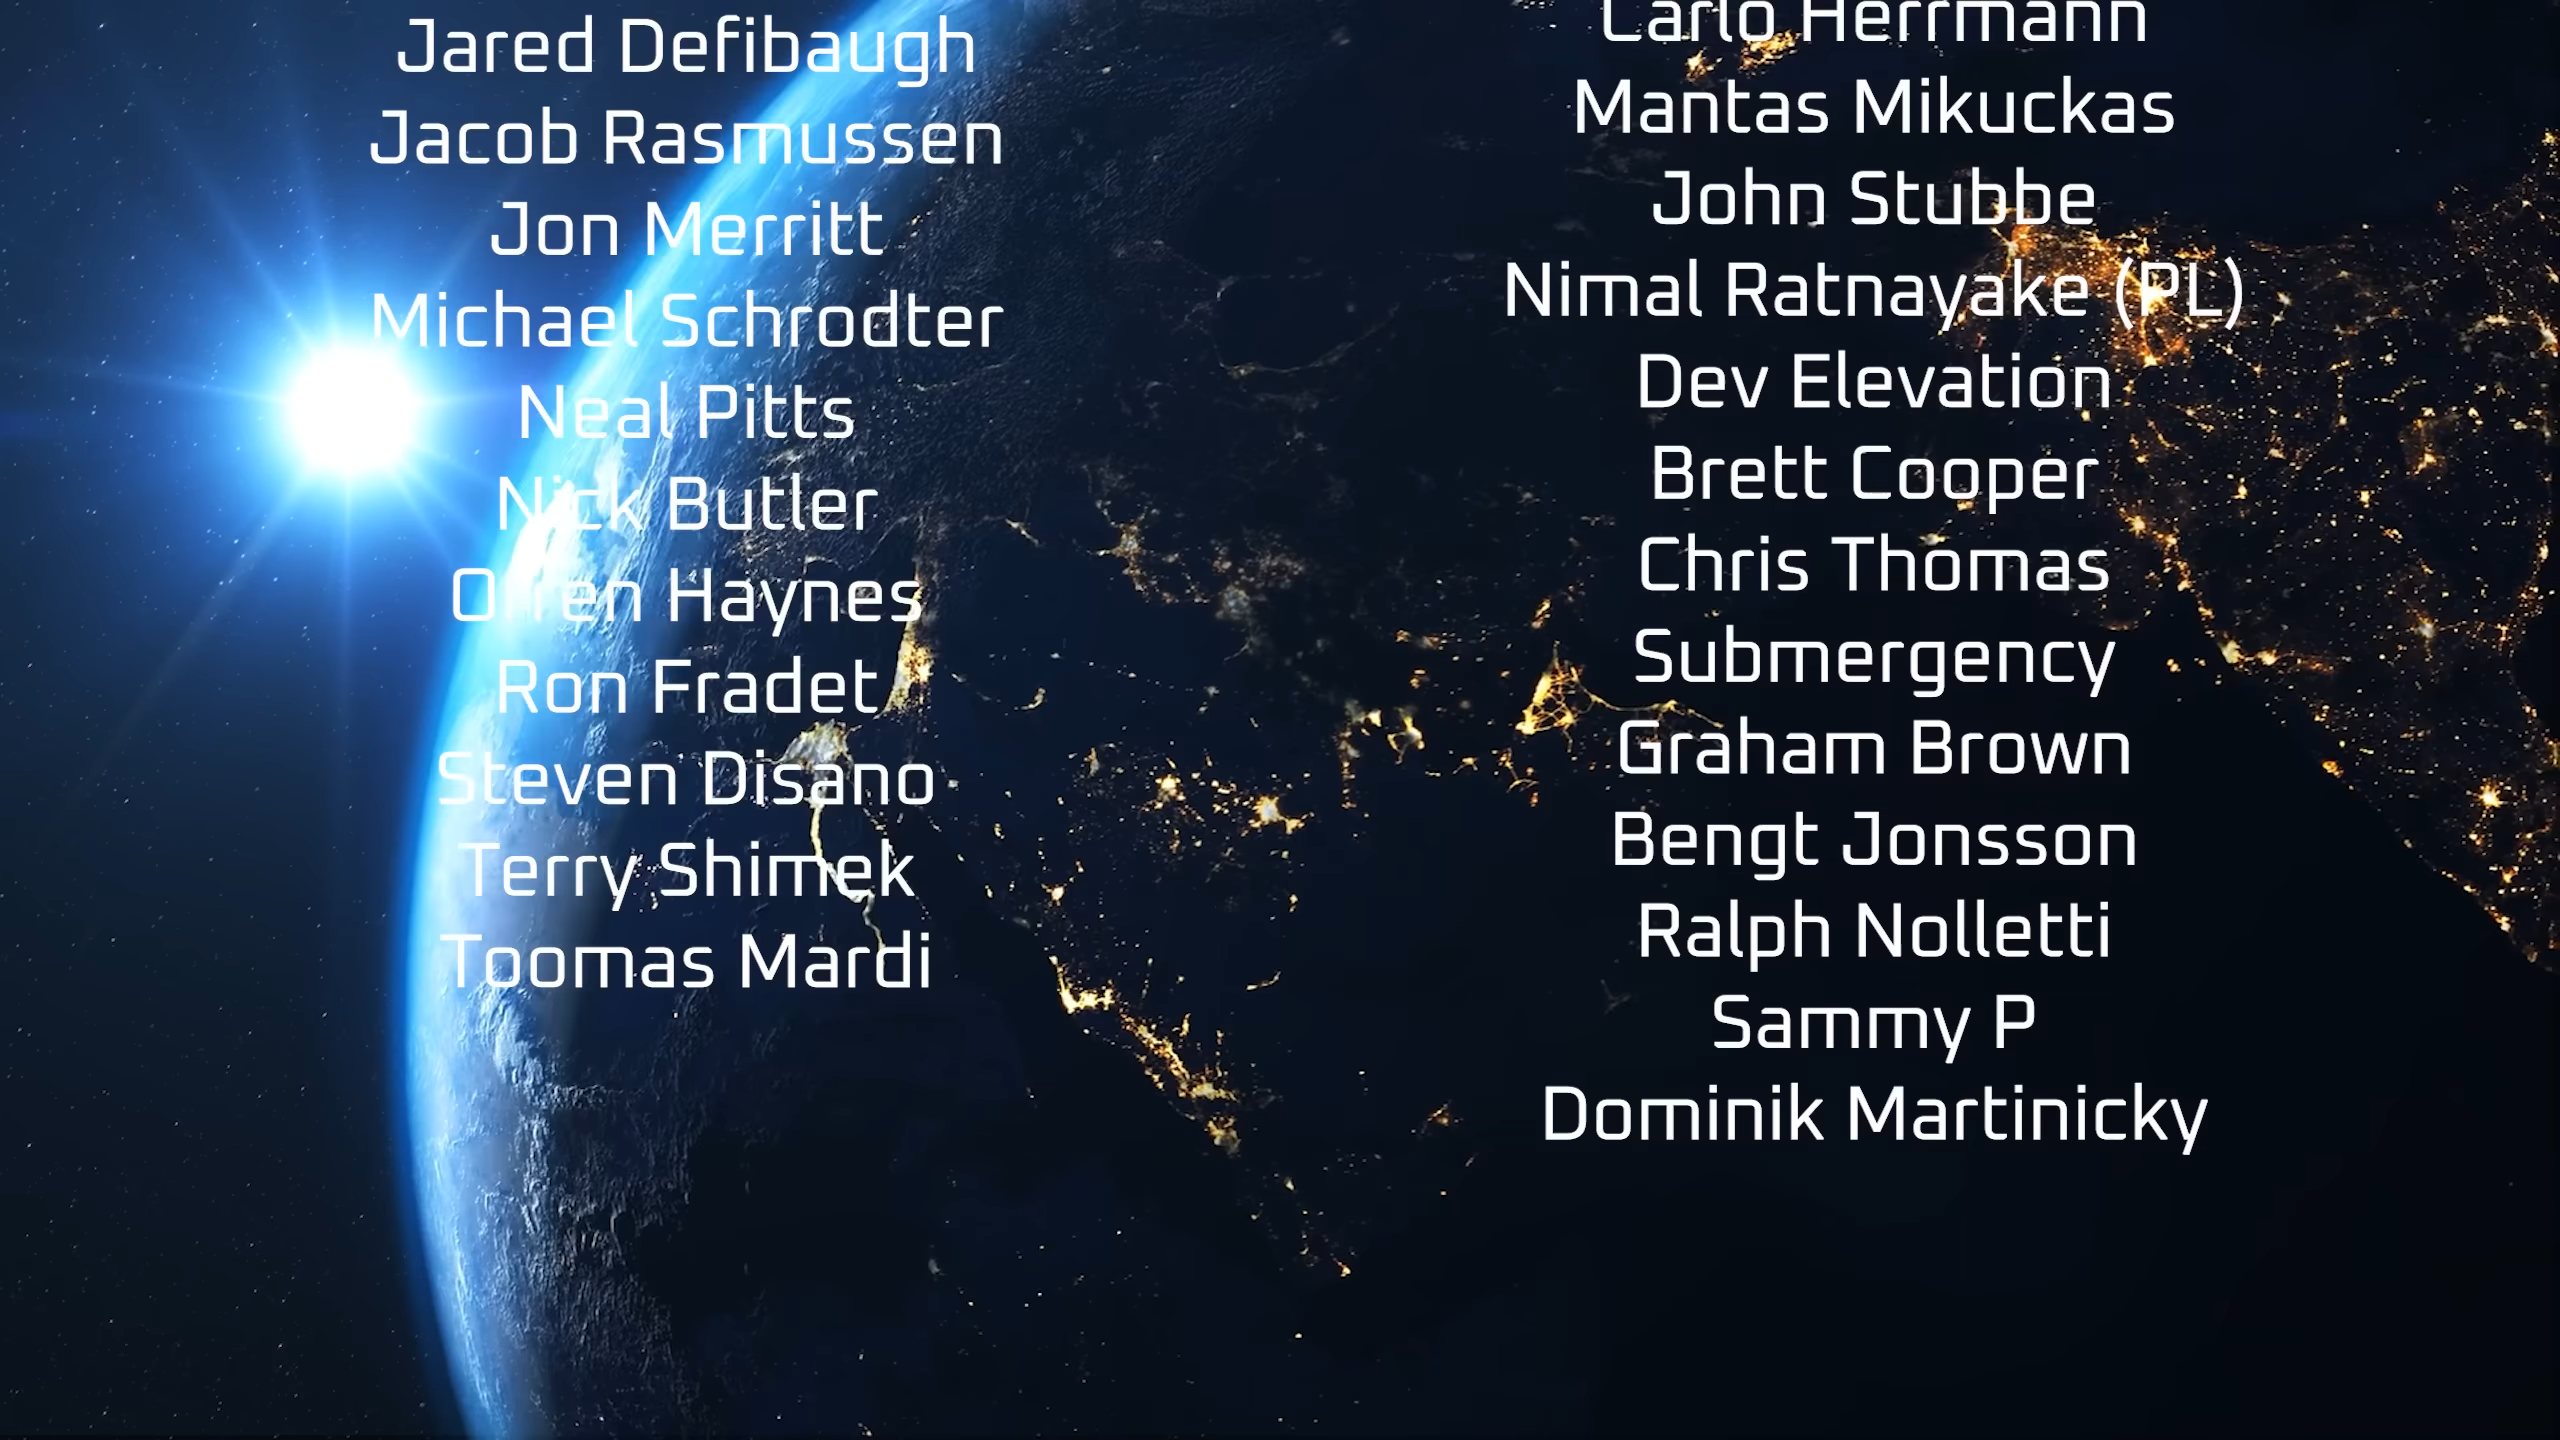 Jared Defibaugh
Jacob Rasmussen
Jon Merritt
Michael Schrodter
Neal Pitts
Nick Butler
Orren Haynes
Ron Fradet
Steven Disano
Terry Shimek
Toomas Mardi
Carlo Herrmann
Mantas Mikuckas
John Stubbe
Nimal Ratnayake (PL)
Dev Elevation
Brett Cooper
Chris Thomas
Submergency
Graham Brown
Bengt Jonsson
Ralph Nolletti
Sammy P
Dominik Martinicky